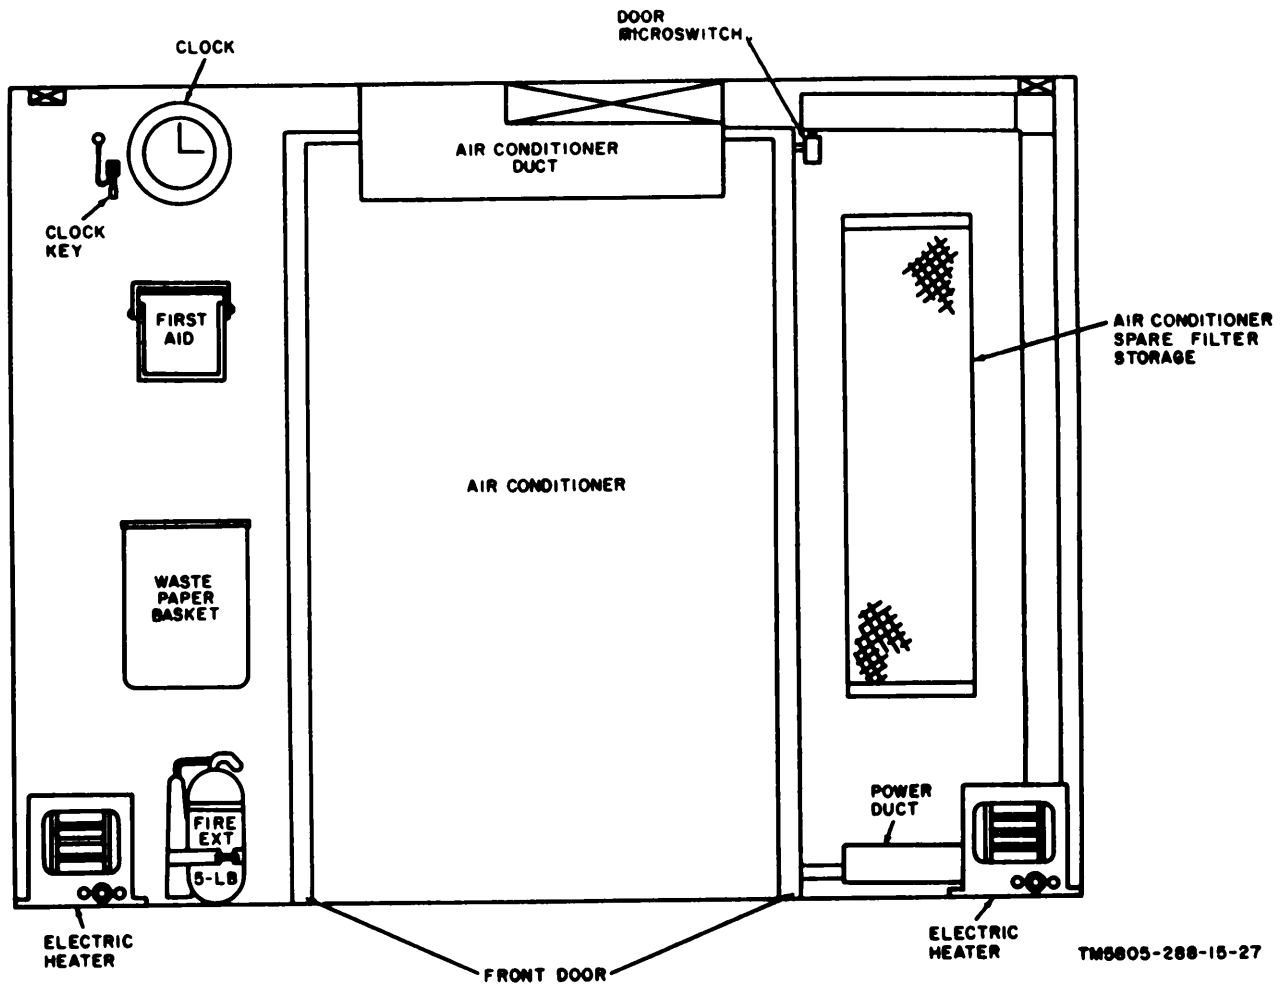 DOOR
MICROSWITCH
CLOCK
AIR CONDITIONER
DUCT
CLOCK
KEY
FIRST
AID
AIR CONDITIONER
SPARE FILTER
STORAGE
AIR CONDITIONER
WASTE
PAPER
BASKET
POWER
DUCT
FIRE
EXT
5-LB
ELECTRIC
HEATER
ELECTRIC
HEATER
FRONT DOOR
TM5805-288-15-27